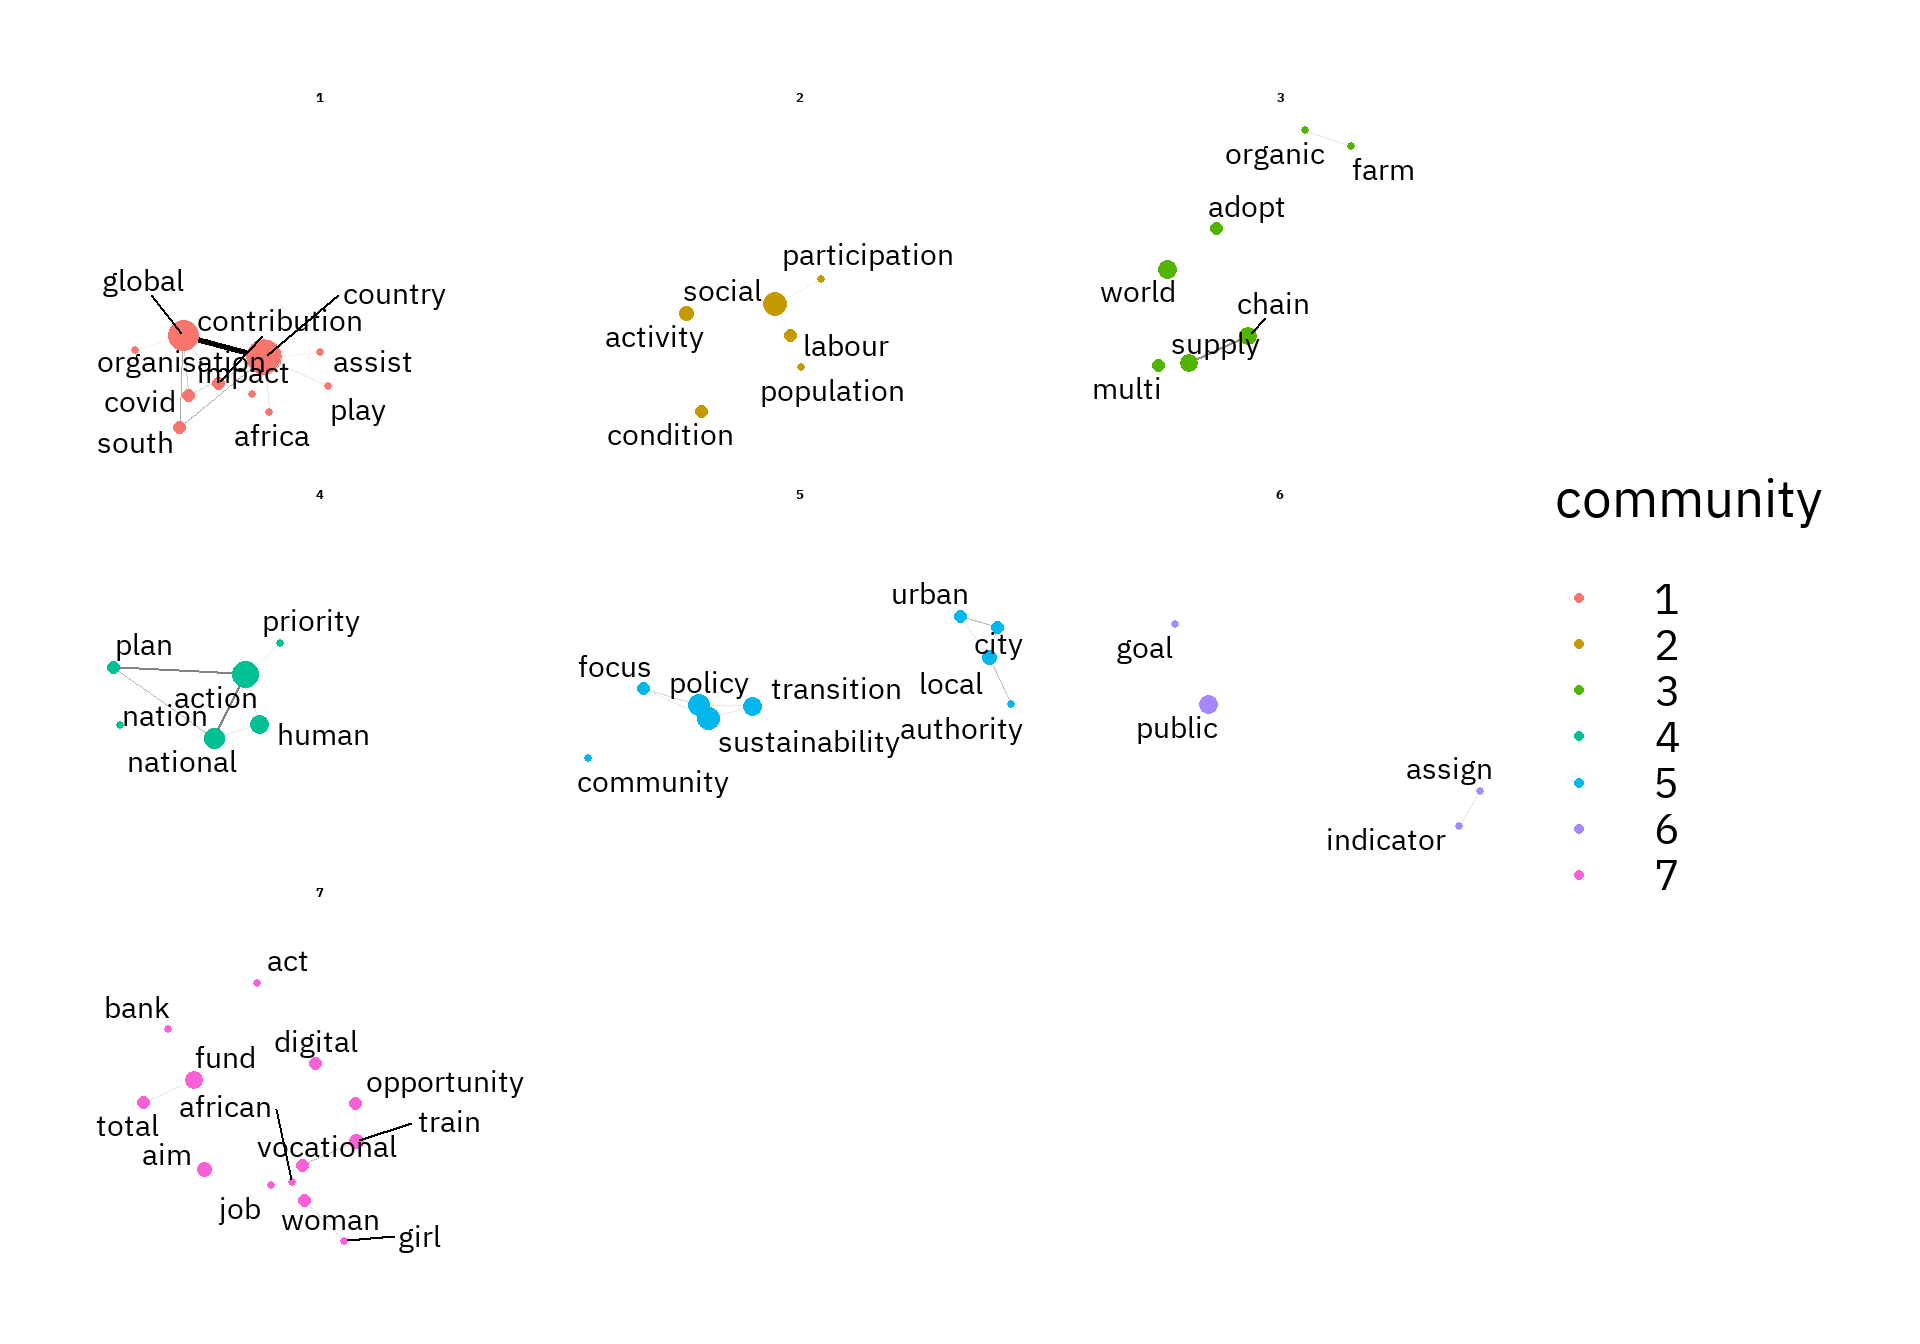 1
global
country
contribution
organisation
impact
assist
covid
play
south
africa
2
participation
social
activity
labour
population
condition
3
organic
farm
adopt
world
chain
supply
multi
4
priority
plan
action
nation
human
national
5
urban
city
focus
policy
transition
local
authority
sustainability
community
6
goal
public
assign
indicator
community
1
2
3
4
5
6
7
7
act
bank
digital
fund
opportunity
african
train
total
vocational
aim
job
woman
girl